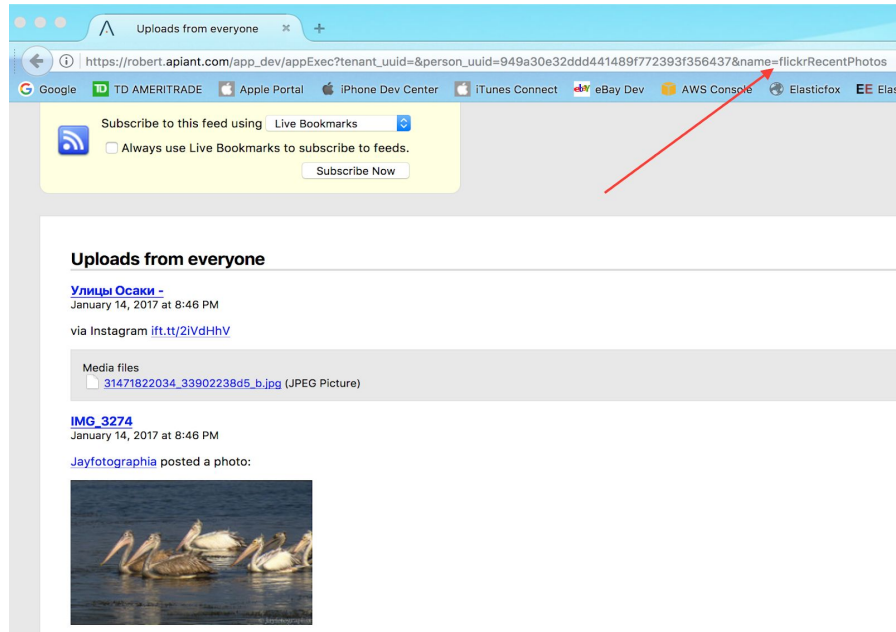 Uploads from everyone
https://robert.apiant.com/app_dev/appExec?tenant_uuid=&person_uuid=949a30e32ddd441489f772393f356437&name=flickrRecentPhotos
Google TD TD AMERITRADE Apple Portal iPhone Dev Center iTunes Connect ebY eBay Dev AWS Console Elasticfox EE Elas
Subscribe to this feed using Live Bookmarks
Always use Live Bookmarks to subscribe to feeds.
Subscribe Now
Uploads from everyone
Улицы Осаки -
January 14, 2017 at 8:46 PM
via Instagram ift.tt/2iVdHhV
Media files
31471822034_33902238d5_b.jpg (JPEG Picture)
IMG_3274
January 14, 2017 at 8:46 PM
Jayfotographia posted a photo: